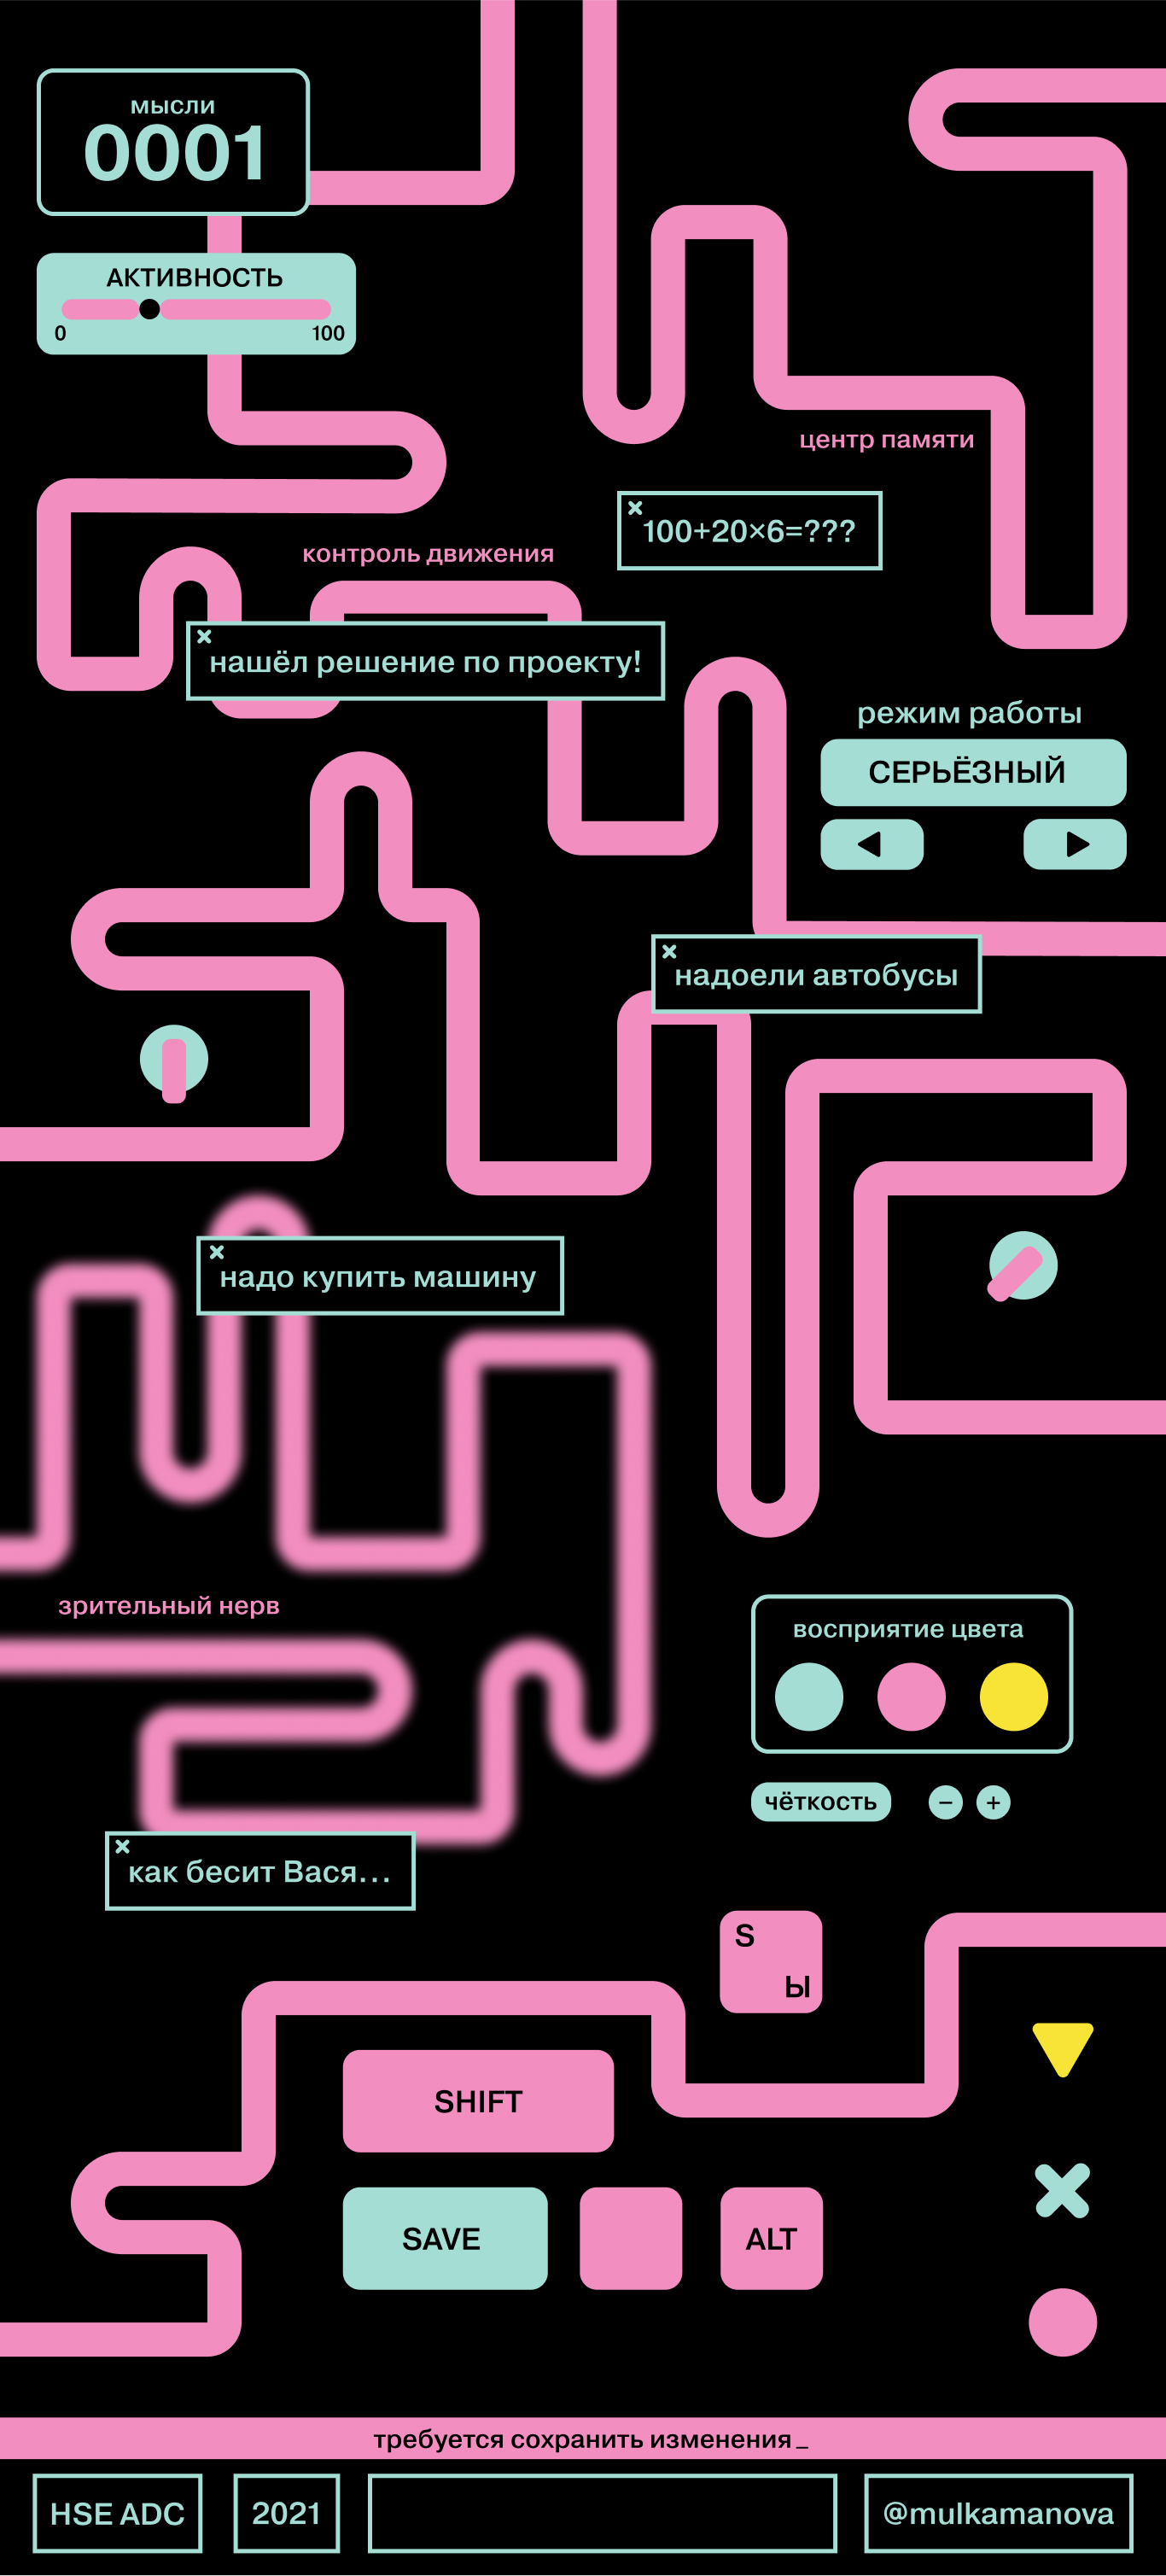 мысли
0001
АКТИВНОСТЬ
0 100
центр памяти
100+20×6=???
контроль движения
нашёл решение по проекту!
режим работы
СЕРЬЁЗНЫЙ
надоели автобусы
надо купить машину
зрительный нерв
восприятие цвета
чёткость − +
как бесит Вася...
S
Ы
SHIFT
SAVE ALT
требуется сохранить изменения_
HSE ADC 2021 @mulkamanova